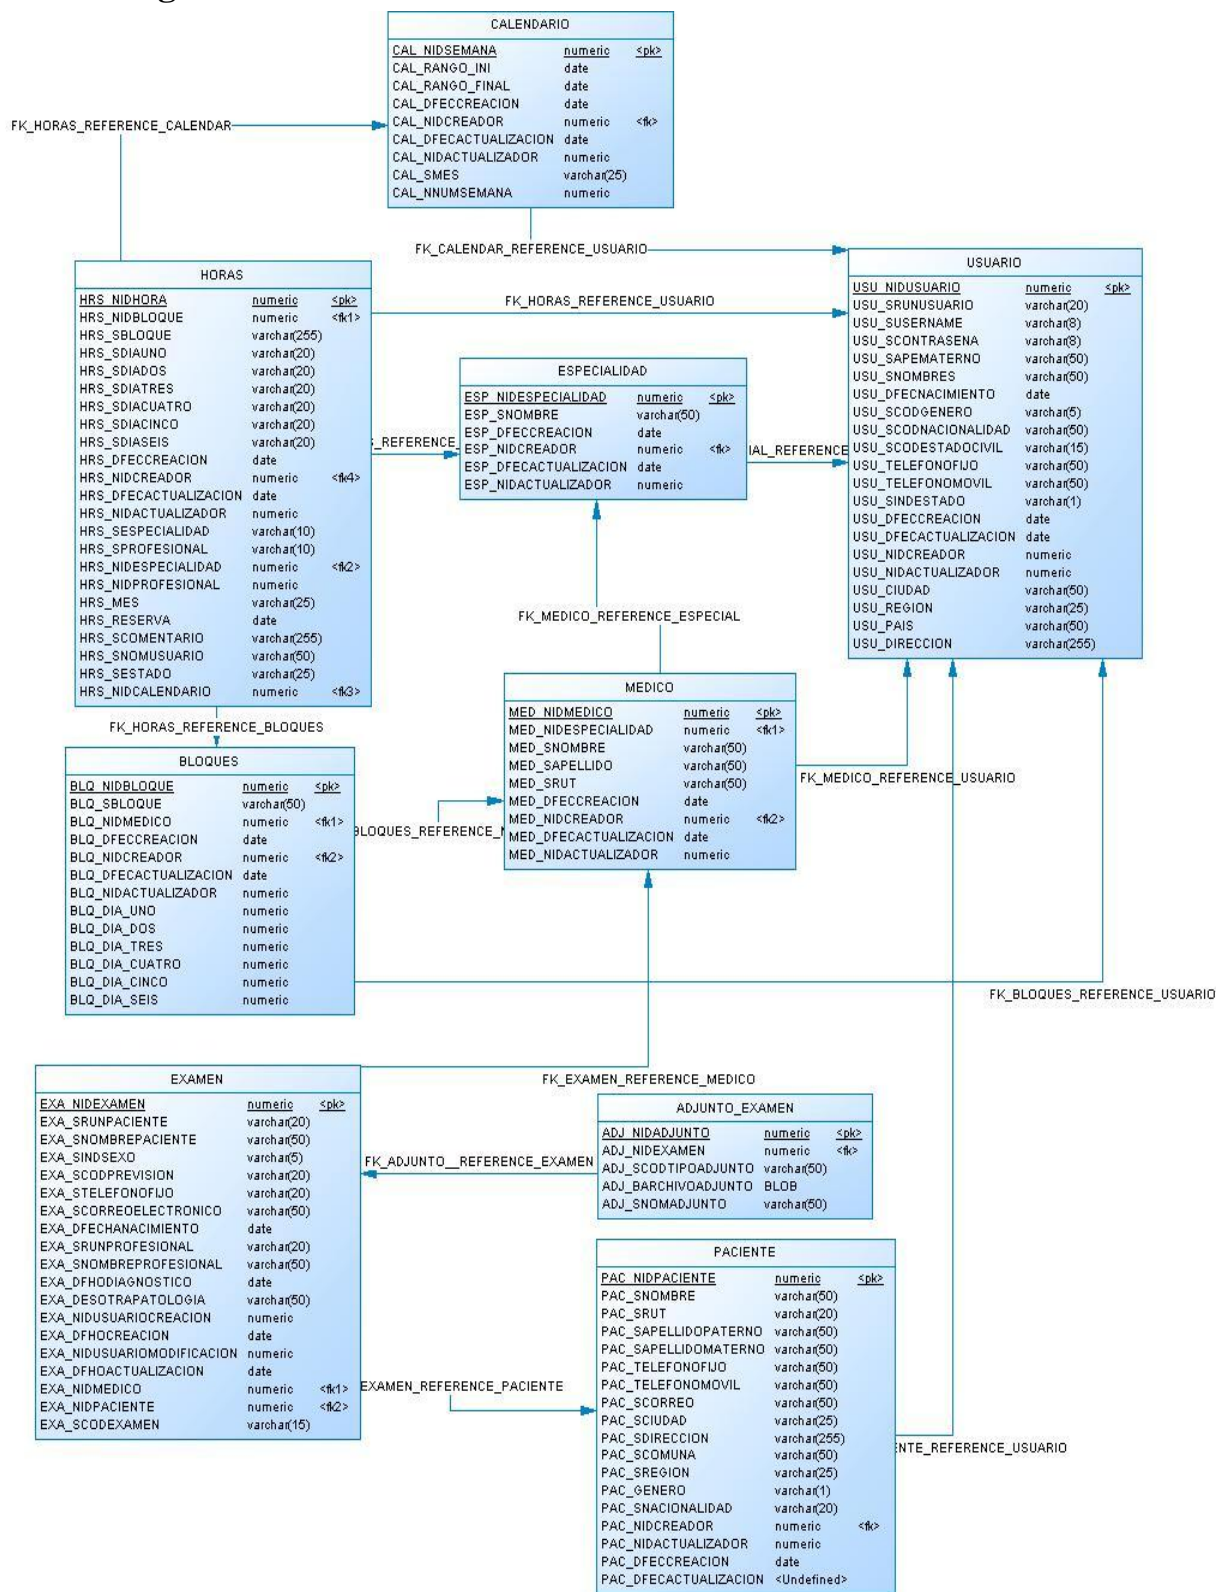 CALENDARIO
CAL_NIDSEMANA numeric <pk>
CAL_RANGO_INI date
CAL_RANGO_FINAL date
CAL_DFECCREACION date
CAL_NIDCREADOR numeric <fk>
CAL_DFECACTUALIZACION date
CAL_NIDACTUALIZADOR numeric
CAL_SMES varchar(25)
CAL_NNUMSEMANA numeric
FK_HORAS_REFERENCE_CALENDAR
FK_CALENDAR_REFERENCE_USUARIO
HORAS
HRS_NIDHORA numeric <pk>
HRS_NIDBLOQUE numeric <fk1>
HRS_SBLOQUE varchar(255)
HRS_SDIAUNO varchar(20)
HRS_SDIADOS varchar(20)
HRS_SDIATRES varchar(20)
HRS_SDIACUATRO varchar(20)
HRS_SDIACINCO varchar(20)
HRS_SDIASEIS varchar(20)
HRS_DFECCREACION date
HRS_NIDCREADOR numeric <fk4>
HRS_DFECACTUALIZACION date
HRS_NIDACTUALIZADOR numeric
HRS_SESPECIALIDAD varchar(10)
HRS_SPROFESIONAL varchar(10)
HRS_NIDESPECIALIDAD numeric <fk2>
HRS_NIDPROFESIONAL numeric
HRS_MES varchar(25)
HRS_RESERVA date
HRS_SCOMENTARIO varchar(255)
HRS_SNOMUSUARIO varchar(50)
HRS_SESTADO varchar(25)
HRS_NIDCALENDARIO numeric <fk3>
FK_HORAS_REFERENCE_USUARIO
USUARIO
USU_NIDUSUARIO numeric <pk>
USU_SRUNUSUARIO varchar(20)
USU_SUSERNAME varchar(8)
USU_SCONTRASENA varchar(8)
USU_SAPEMATERNO varchar(50)
USU_SNOMBRES varchar(50)
USU_DFECNACIMIENTO date
USU_SCODGENERO varchar(5)
USU_SCODNACIONALIDAD varchar(50)
USU_SCODESTADOCIVIL varchar(15)
USU_TELEFONOFIJO varchar(50)
USU_TELEFONOMOVIL varchar(50)
USU_SINDESTADO varchar(1)
USU_DFECCREACION date
USU_DFECACTUALIZACION date
USU_NIDCREADOR numeric
USU_NIDACTUALIZADOR numeric
USU_CIUDAD varchar(50)
USU_REGION varchar(25)
USU_PAIS varchar(50)
USU_DIRECCION varchar(255)
ESPECIALIDAD
ESP_NIDESPECIALIDAD numeric <pk>
ESP_SNOMBRE varchar(50)
ESP_DFECCREACION date
ESP_NIDCREADOR numeric <fk>
ESP_DFECACTUALIZACION date
ESP_NIDACTUALIZADOR numeric
S_REFERENCE_
IAL_REFERENCE
FK_MEDICO_REFERENCE_ESPECIAL
MEDICO
MED_NIDMEDICO numeric <pk>
MED_NIDESPECIALIDAD numeric <fk1>
MED_SNOMBRE varchar(50)
MED_SAPELLIDO varchar(50)
MED_SRUT varchar(50)
MED_DFECCREACION date
MED_NIDCREADOR numeric <fk2>
MED_DFECACTUALIZACION date
MED_NIDACTUALIZADOR numeric
FK_MEDICO_REFERENCE_USUARIO
FK_HORAS_REFERENCE_BLOQUES
BLOQUES
BLQ_NIDBLOQUE numeric <pk>
BLQ_SBLOQUE varchar(50)
BLQ_NIDMEDICO numeric <fk1>
BLQ_DFECCREACION date
BLQ_NIDCREADOR numeric <fk2>
BLQ_DFECACTUALIZACION date
BLQ_NIDACTUALIZADOR numeric
BLQ_DIA_UNO numeric
BLQ_DIA_DOS numeric
BLQ_DIA_TRES numeric
BLQ_DIA_CUATRO numeric
BLQ_DIA_CINCO numeric
BLQ_DIA_SEIS numeric
BLOQUES_REFERENCE_
FK_BLOQUES_REFERENCE_USUARIO
EXAMEN
EXA_NIDEXAMEN numeric <pk>
EXA_SRUNPACIENTE varchar(20)
EXA_SNOMBREPACIENTE varchar(50)
EXA_SINDSEXO varchar(5)
EXA_SCODPREVISION varchar(20)
EXA_STELEFONOFIJO varchar(20)
EXA_SCORREOELECTRONICO varchar(50)
EXA_DFECHANACIMIENTO date
EXA_SRUNPROFESIONAL varchar(20)
EXA_SNOMBREPROFESIONAL varchar(50)
EXA_DFHODIAGNOSTICO date
EXA_DESOTRAPATOLOGIA varchar(50)
EXA_NIDUSUARIOCREACION numeric
EXA_DFHOCREACION date
EXA_NIDUSUARIOMODIFICACION numeric
EXA_DFHOACTUALIZACION date
EXA_NIDMEDICO numeric <fk1>
EXA_NIDPACIENTE numeric <fk2>
EXA_SCODEXAMEN varchar(15)
FK_EXAMEN_REFERENCE_MEDICO
ADJUNTO_EXAMEN
ADJ_NIDADJUNTO numeric <pk>
ADJ_NIDEXAMEN numeric <fk>
ADJ_SCODTIPOADJUNTO varchar(50)
ADJ_BARCHIVOADJUNTO BLOB
ADJ_SNOMADJUNTO varchar(50)
FK_ADJUNTO__REFERENCE_EXAMEN
EXAMEN_REFERENCE_PACIENTE
PACIENTE
PAC_NIDPACIENTE numeric <pk>
PAC_SNOMBRE varchar(50)
PAC_SRUT varchar(20)
PAC_SAPELLIDOPATERNO varchar(50)
PAC_SAPELLIDOMATERNO varchar(50)
PAC_TELEFONOFIJO varchar(50)
PAC_TELEFONOMOVIL varchar(50)
PAC_SCORREO varchar(50)
PAC_SCIUDAD varchar(25)
PAC_SDIRECCION varchar(255)
PAC_SCOMUNA varchar(50)
PAC_SREGION varchar(25)
PAC_GENERO varchar(1)
PAC_SNACIONALIDAD varchar(20)
PAC_NIDCREADOR numeric <fk>
PAC_NIDACTUALIZADOR numeric
PAC_DFECCREACION date
PAC_DFECACTUALIZACION <Undefined>
ENTE_REFERENCE_USUARIO